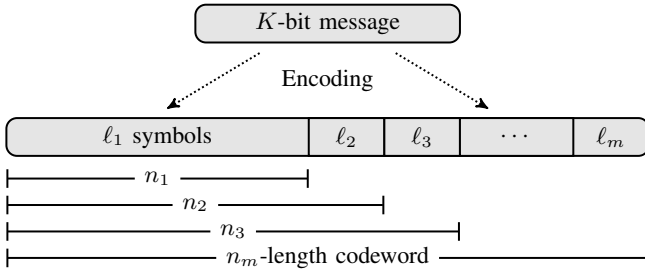 K-bit message
Encoding
ℓ₁ symbols ℓ₂ ℓ₃ ⋯ ℓₘ
n₁
n₂
n₃
nₘ-length codeword